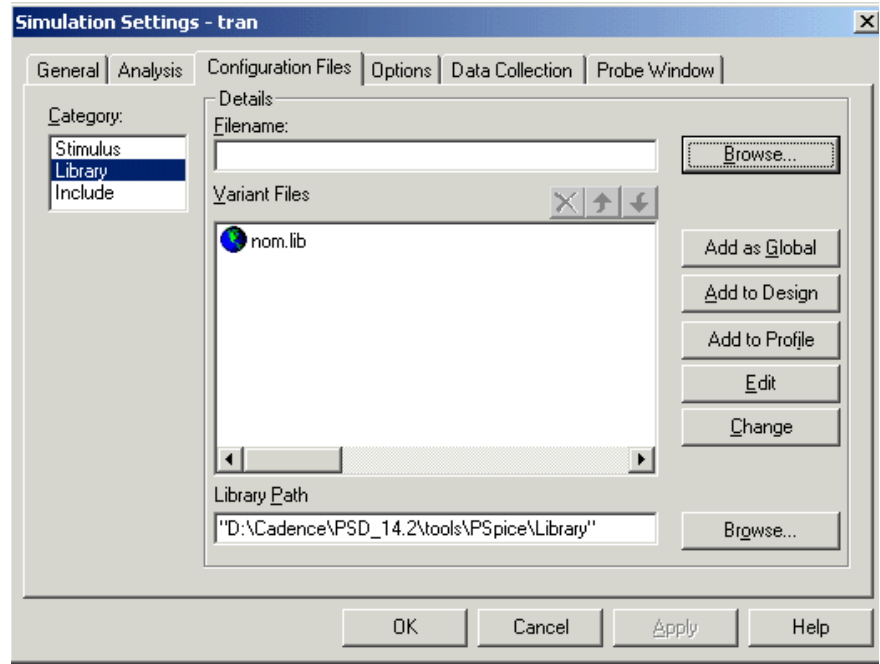 Simulation Settings - tran
General Analysis Configuration Files Options Data Collection Probe Window
Category:
Stimulus
Library
Include
Details
Filename:
Browse...
Variant Files
nom.lib
Add as Global
Add to Design
Add to Profile
Edit
Change
Library Path
"D:\Cadence\PSD_14.2\tools\PSpice\Library"
Browse...
OK Cancel Apply Help